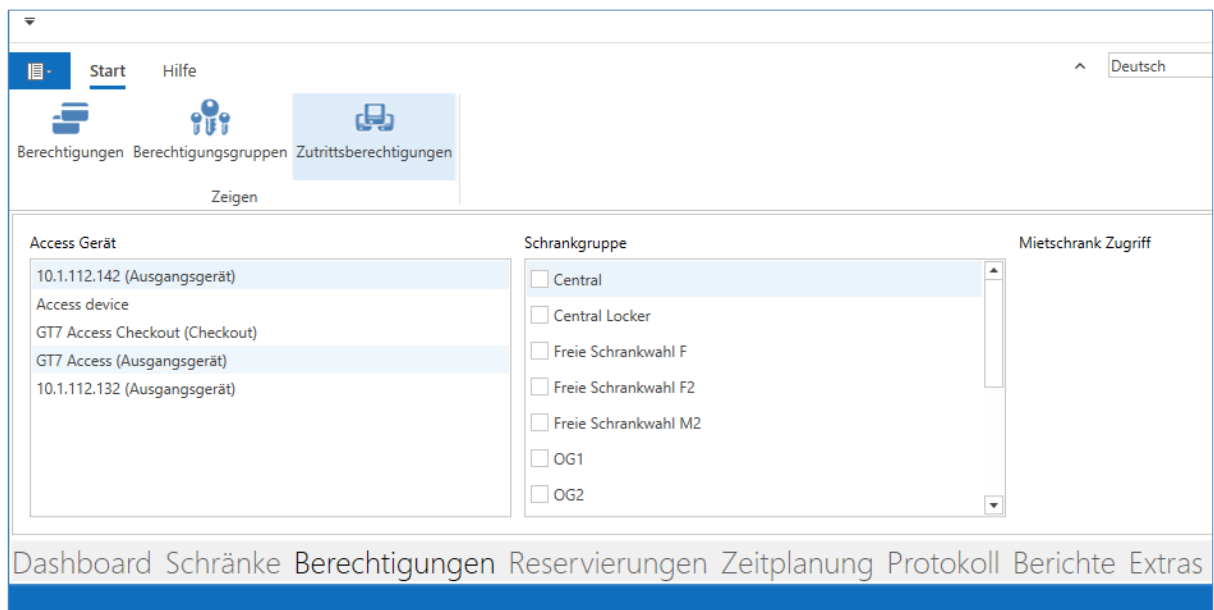 Start Hilfe Deutsch
Berechtigungen Berechtigungsgruppen Zutrittsberechtigungen
Zeigen
Access Gerät
10.1.112.142 (Ausgangsgerät)
Access device
GT7 Access Checkout (Checkout)
GT7 Access (Ausgangsgerät)
10.1.112.132 (Ausgangsgerät)
Schrankgruppe
Central
Central Locker
Freie Schrankwahl F
Freie Schrankwahl F2
Freie Schrankwahl M2
OG1
OG2
Mietschrank Zugriff
Dashboard Schränke Berechtigungen Reservierungen Zeitplanung Protokoll Berichte Extras